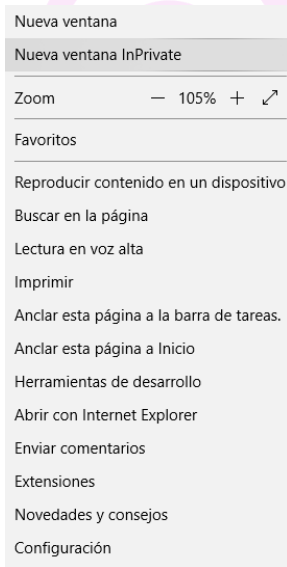 Nueva ventana
Nueva ventana InPrivate
Zoom — 105% +
Favoritos
Reproducir contenido en un dispositivo
Buscar en la página
Lectura en voz alta
Imprimir
Anclar esta página a la barra de tareas.
Anclar esta página a Inicio
Herramientas de desarrollo
Abrir con Internet Explorer
Enviar comentarios
Extensiones
Novedades y consejos
Configuración